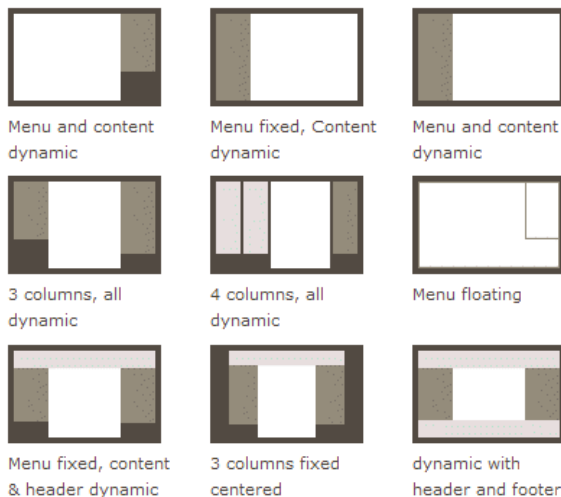 Menu and content
dynamic
Menu fixed, Content
dynamic
Menu and content
dynamic
3 columns, all
dynamic
4 columns, all
dynamic
Menu floating
Menu fixed, content
& header dynamic
3 columns fixed
centered
dynamic with
header and footer